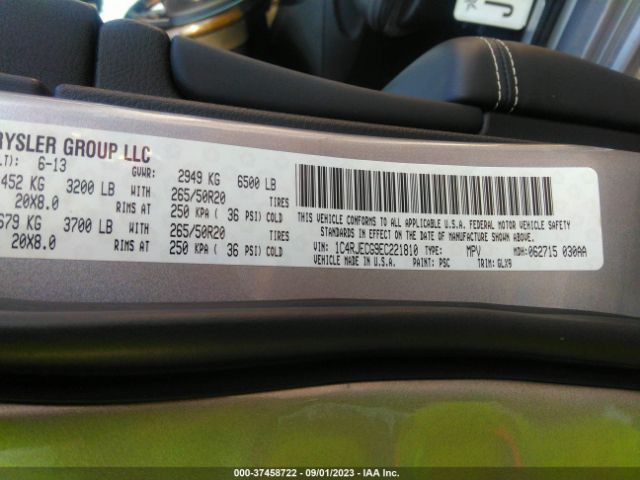 J
RYSLER GROUP LLC
LT): 6-13 GVWR: 2949 KG 6500 LB
452 KG 3200 LB WITH 265/50R20 TIRES
20X8.0 RIMS AT 250 KPA ( 36 PSI) COLD
679 KG 3700 LB WITH 265/50R20 TIRES
20X8.0 RIMS AT 250 KPA ( 36 PSI) COLD
THIS VEHICLE CONFORMS TO ALL APPLICABLE U.S.A. FEDERAL MOTOR VEHICLE SAFETY
STANDARDS IN EFFECT ON THE DATE OF MANUFACTURE SHOWN ABOVE.
VIN: 1C4RJECG9EC221810 TYPE: MPV MDH: 062715 030AA
VEHICLE MADE IN U.S.A. PAINT: PSC TRIM: GLX9
000-37458722 - 09/01/2023 - IAA Inc.